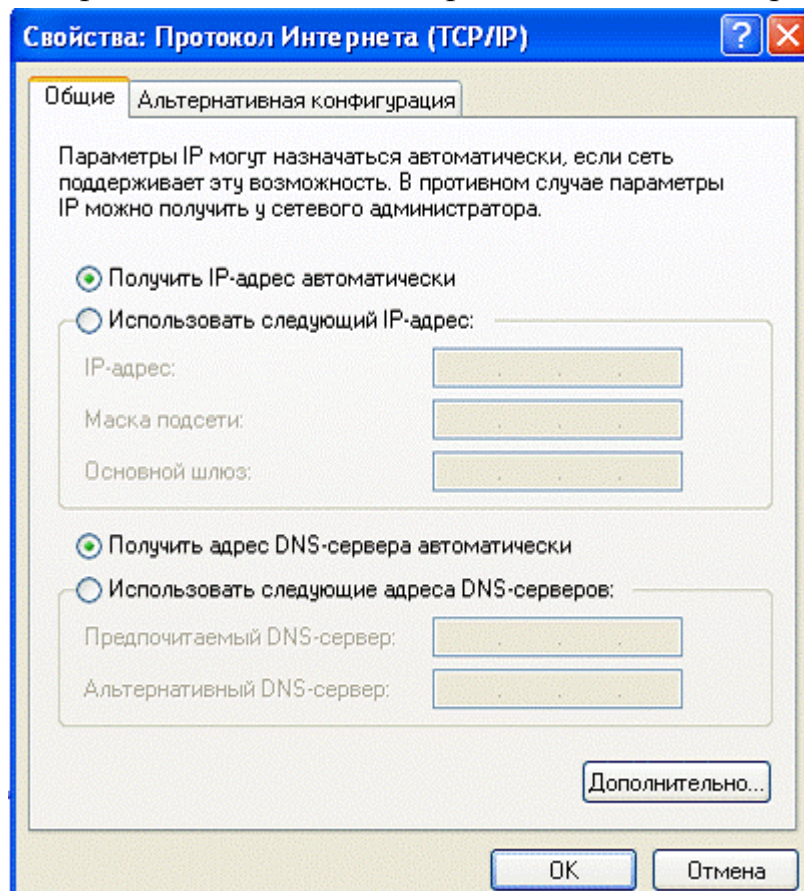 Свойства: Протокол Интернета (TCP/IP)
Общие
Альтернативная конфигурация
Параметры IP могут назначаться автоматически, если сеть
поддерживает эту возможность. В противном случае параметры
IP можно получить у сетевого администратора.
Получить IP-адрес автоматически
Использовать следующий IP-адрес:
IP-адрес:
Маска подсети:
Основной шлюз:
Получить адрес DNS-сервера автоматически
Использовать следующие адреса DNS-серверов:
Предпочитаемый DNS-сервер:
Альтернативный DNS-сервер:
Дополнительно...
OK
Отмена